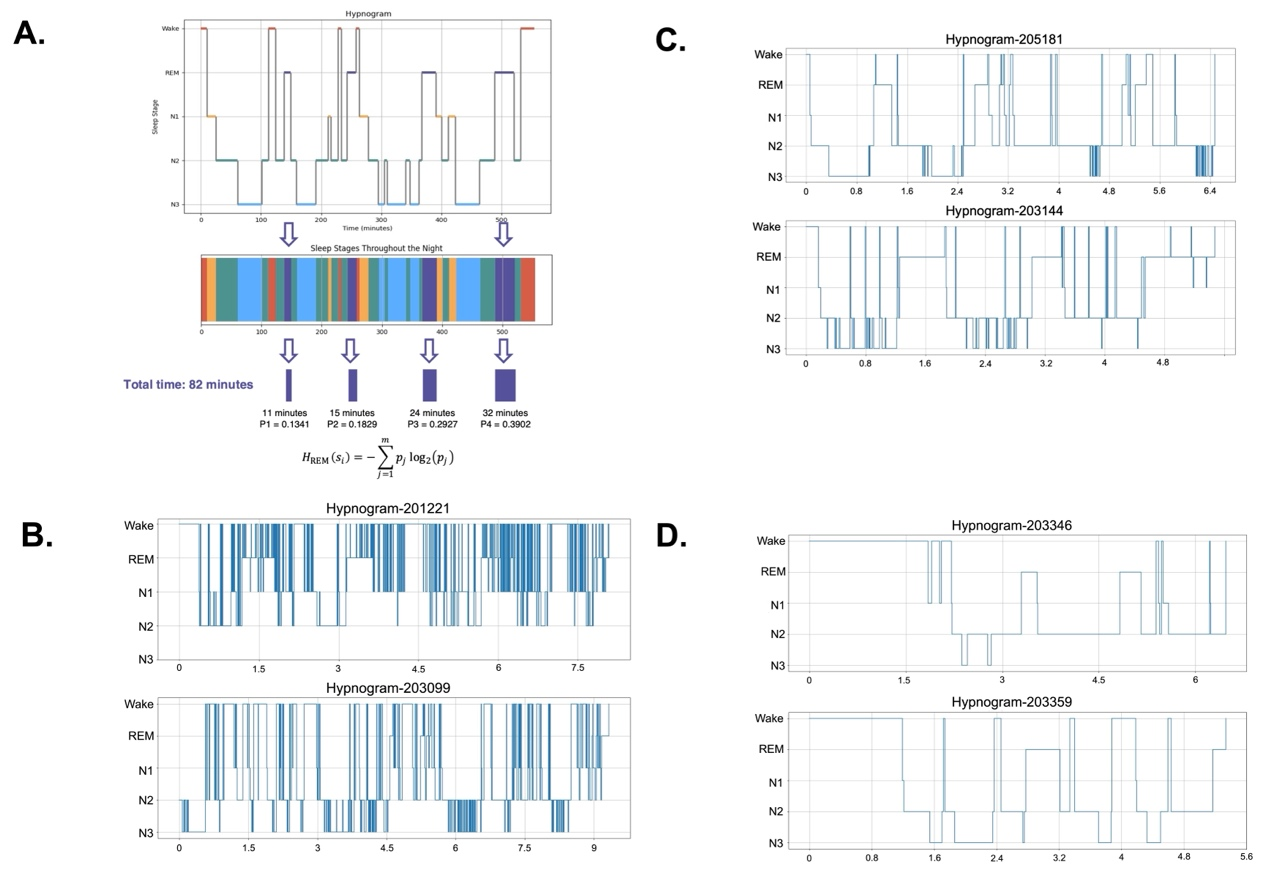 A.
Hypnogram
Wake
REM
N1
N2
N3
Sleep Stage
0 100 200 300 400 500
Time (minutes)
Sleep Stages Throughout the Night
0 100 200 300 400 500
Total time: 82 minutes
11 minutes 15 minutes 24 minutes 32 minutes
P1 = 0.1341 P2 = 0.1829 P3 = 0.2927 P4 = 0.3902
H_REM(s_i) = −∑_{j=1}^{m} p_j log_2(p_j)
B.
Hypnogram-201221
Wake
REM
N1
N2
N3
0 1.5 3 4.5 6 7.5
Hypnogram-203099
Wake
REM
N1
N2
N3
0 1.5 3 4.5 6 7.5 9
C.
Hypnogram-205181
Wake
REM
N1
N2
N3
0 0.8 1.6 2.4 3.2 4 4.8 5.6 6.4
Hypnogram-203144
Wake
REM
N1
N2
N3
0 0.8 1.6 2.4 3.2 4 4.8
D.
Hypnogram-203346
Wake
REM
N1
N2
N3
0 1.5 3 4.5 6
Hypnogram-203359
Wake
REM
N1
N2
N3
0 0.8 1.6 2.4 3.2 4 4.8 5.6